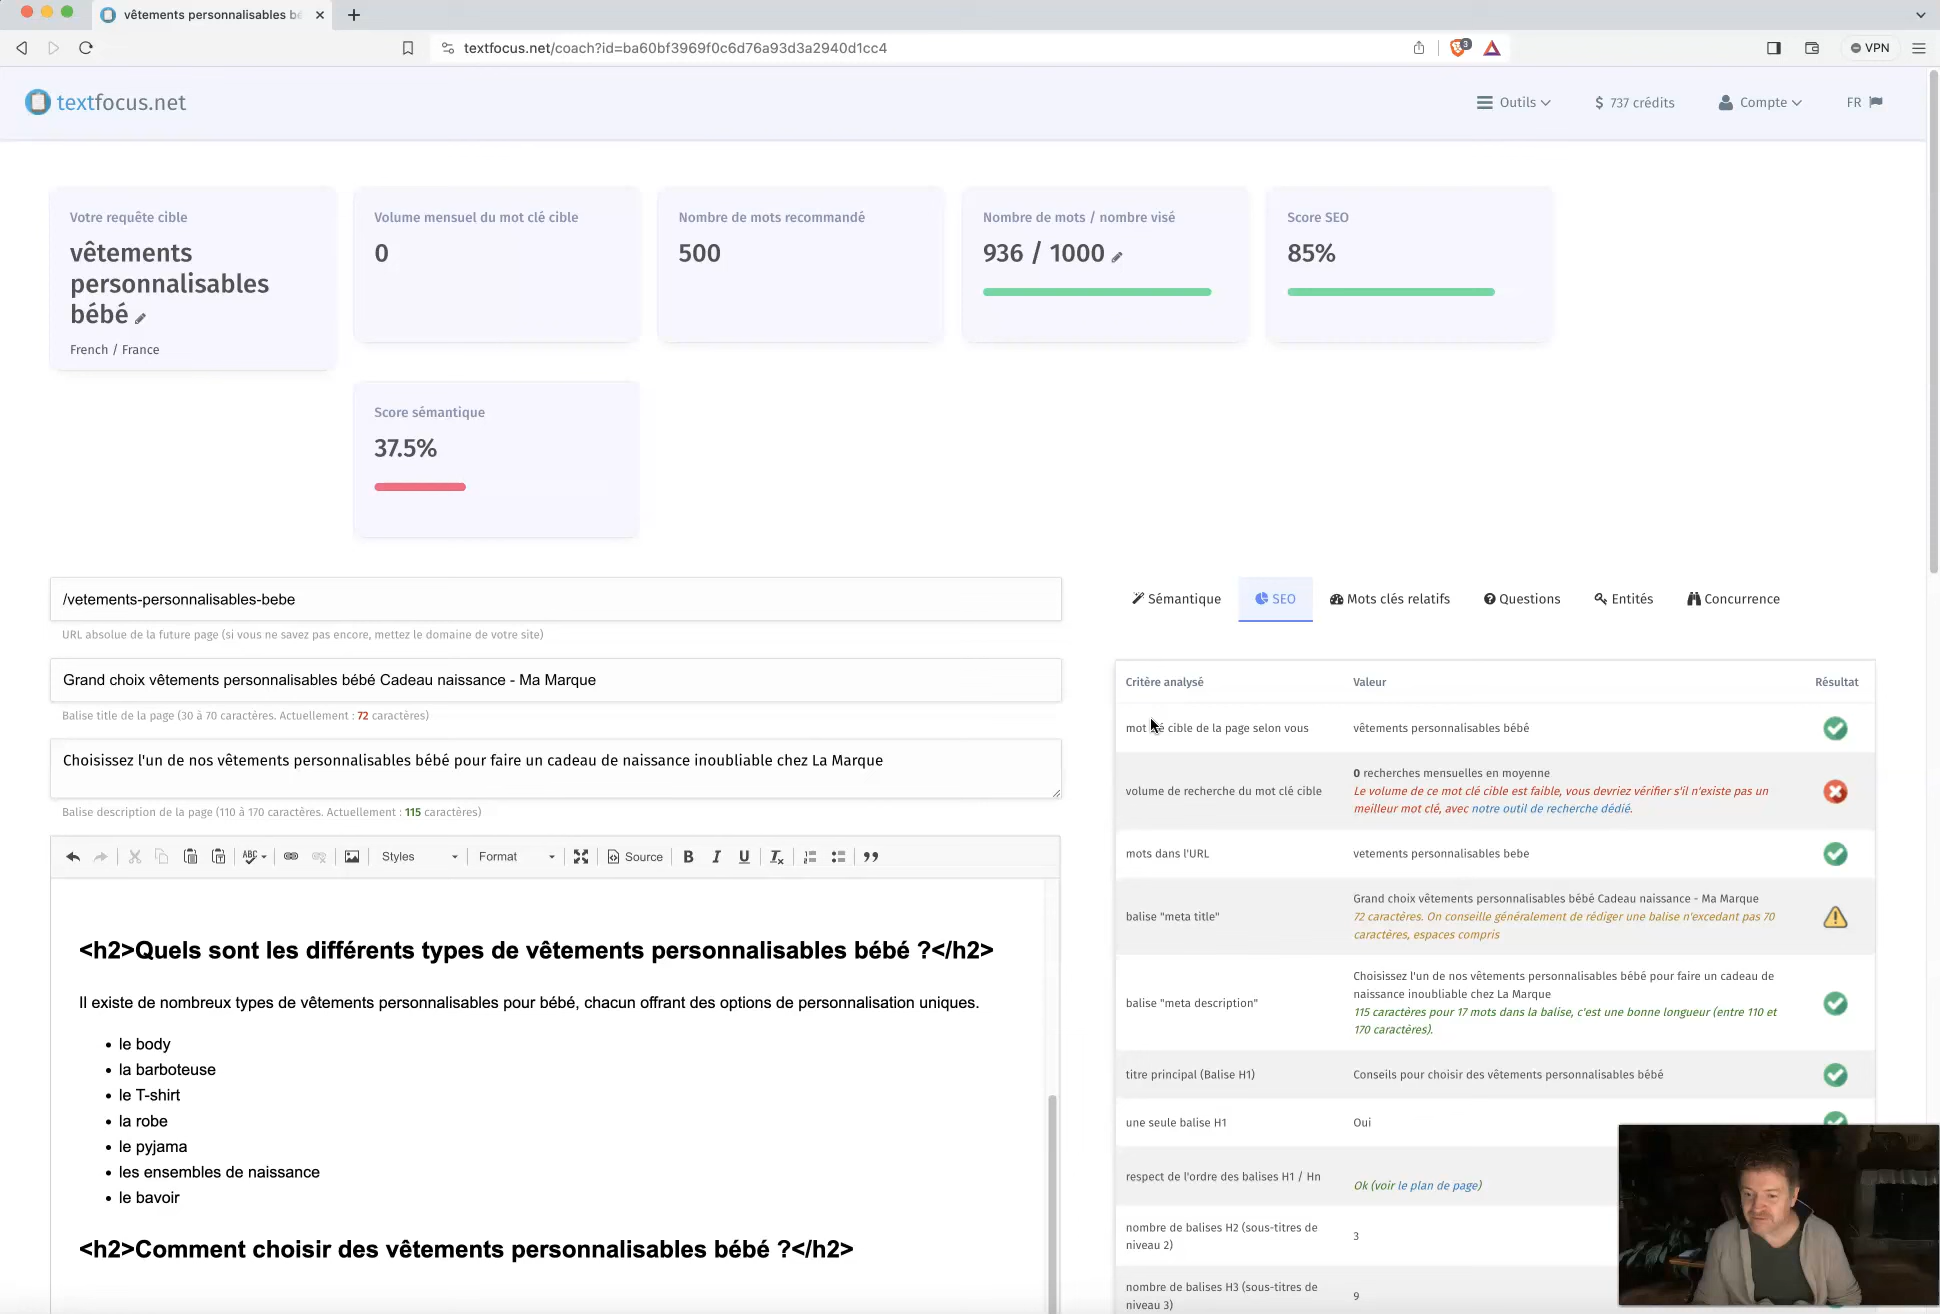 vêtements personnalisables bé
textfocus.net/coach?id=ba60bf3969f0c6d76a93d3a2940d1cc4
3
VPN
textfocus.net
Outils
$ 737 crédits
Compte
FR
Votre requête cible
vêtements
personnalisables
bébé
French / France
Volume mensuel du mot clé cible
0
Nombre de mots recommandé
500
Nombre de mots / nombre visé
936 / 1000
Score SEO
85%
Score sémantique
37.5%
/vetements-personnalisables-bebe
URL absolue de la future page (si vous ne savez pas encore, mettez le domaine de votre site)
Grand choix vêtements personnalisables bébé Cadeau naissance - Ma Marque
Balise title de la page (30 à 70 caractères. Actuellement : 72 caractères)
Choisissez l'un de nos vêtements personnalisables bébé pour faire un cadeau de naissance inoubliable chez La Marque
Balise description de la page (110 à 170 caractères. Actuellement : 115 caractères)
ABC
Styles
Format
Source
B I U Tx
<h2>Quels sont les différents types de vêtements personnalisables bébé ?</h2>
Il existe de nombreux types de vêtements personnalisables pour bébé, chacun offrant des options de personnalisation uniques.
• le body
• la barboteuse
• le T-shirt
• la robe
• le pyjama
• les ensembles de naissance
• le bavoir
<h2>Comment choisir des vêtements personnalisables bébé ?</h2>
Sémantique
SEO
Mots clés relatifs
Questions
Entités
Concurrence
Critère analysé
Valeur
Résultat
mot clé cible de la page selon vous
vêtements personnalisables bébé
volume de recherche du mot clé cible
0 recherches mensuelles en moyenne
Le volume de ce mot clé cible est faible, vous devriez vérifier s'il n'existe pas un
meilleur mot clé, avec notre outil de recherche dédié.
mots dans l'URL
vetements personnalisables bebe
balise "meta title"
Grand choix vêtements personnalisables bébé Cadeau naissance - Ma Marque
72 caractères. On conseille généralement de rédiger une balise n'excedant pas 70
caractères, espaces compris
balise "meta description"
Choisissez l'un de nos vêtements personnalisables bébé pour faire un cadeau de
naissance inoubliable chez La Marque
115 caractères pour 17 mots dans la balise, c'est une bonne longueur (entre 110 et
170 caractères).
titre principal (Balise H1)
Conseils pour choisir des vêtements personnalisables bébé
une seule balise H1
Oui
respect de l'ordre des balises H1 / Hn
Ok (voir le plan de page)
nombre de balises H2 (sous-titres de
niveau 2)
3
nombre de balises H3 (sous-titres de
niveau 3)
9